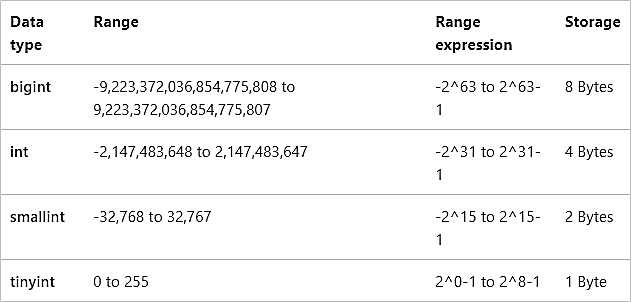 Data type Range Range expression Storage
bigint -9,223,372,036,854,775,808 to 9,223,372,036,854,775,807 -2^63 to 2^63-1 8 Bytes
int -2,147,483,648 to 2,147,483,647 -2^31 to 2^31-1 4 Bytes
smallint -32,768 to 32,767 -2^15 to 2^15-1 2 Bytes
tinyint 0 to 255 2^0-1 to 2^8-1 1 Byte